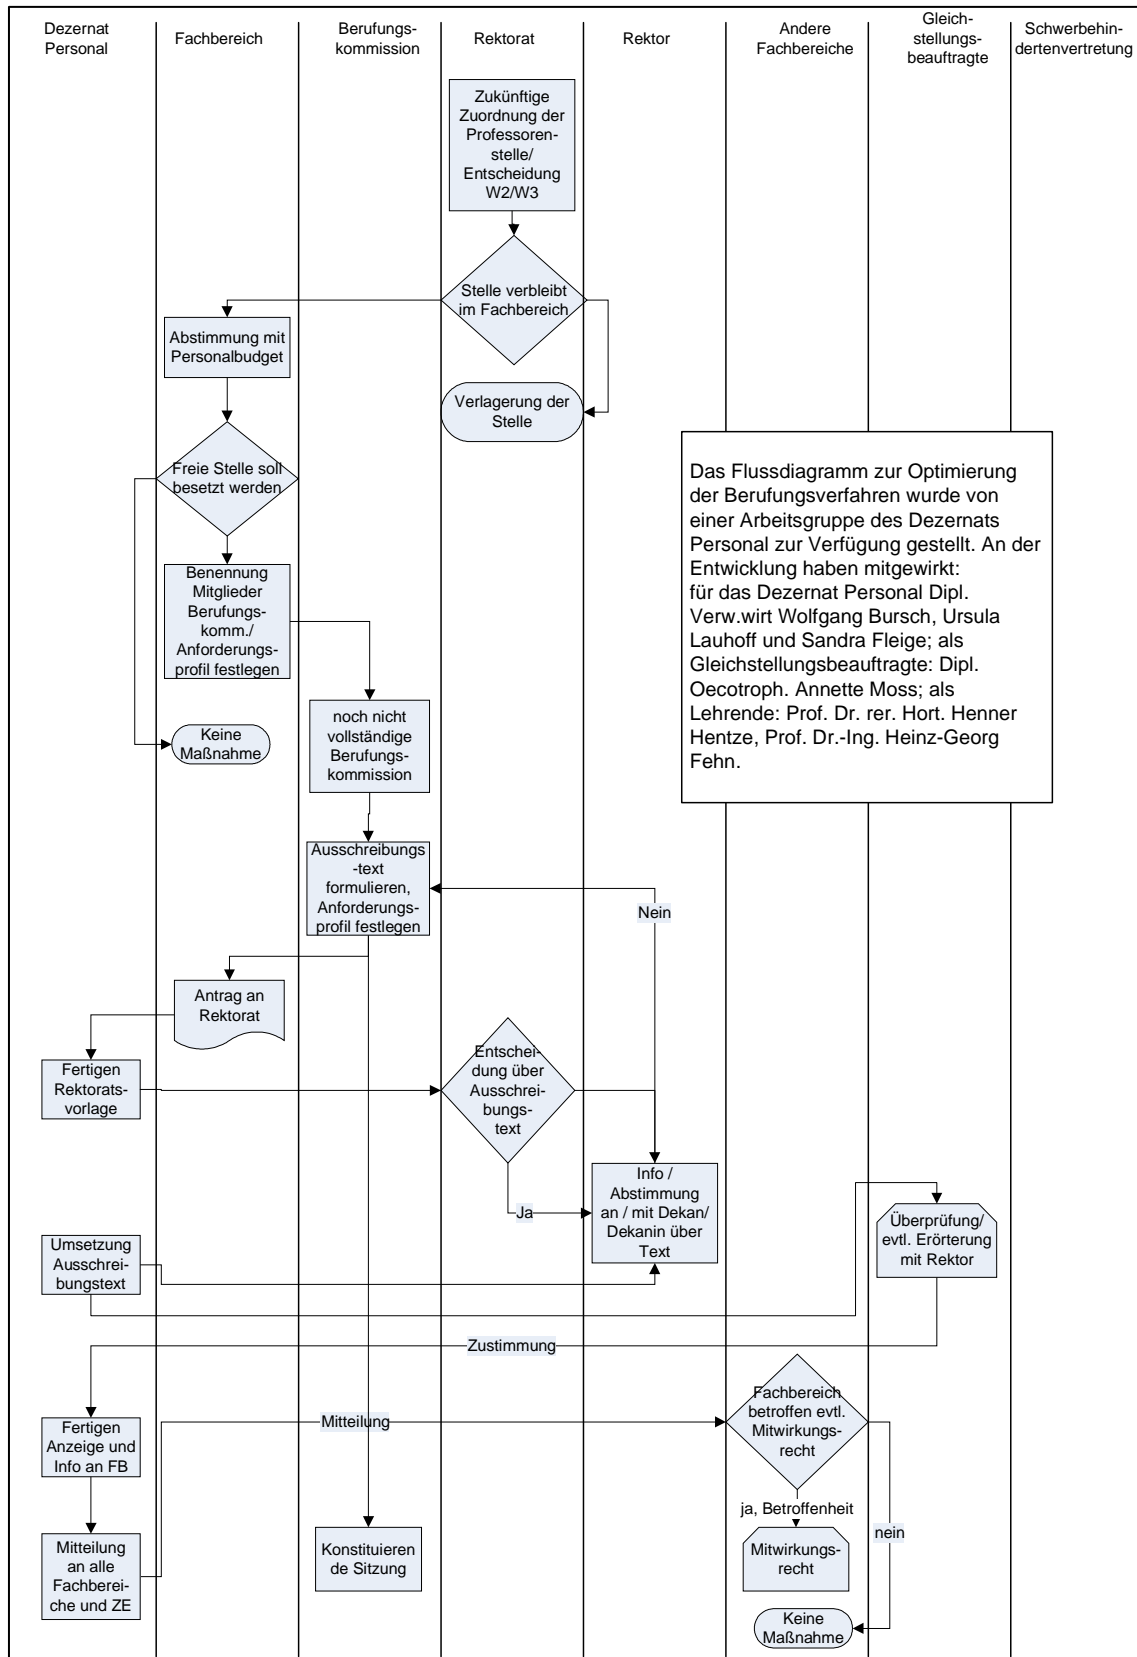 Dezernat
Personal
Fachbereich
Berufungs-
kommission
Rektorat
Rektor
Andere
Fachbereiche
Gleich-
stellungs-
beauftragte
Schwerbehin-
dertenvertretung
Zukünftige
Zuordnung der
Professoren-
stelle/
Entscheidung
W2/W3
Stelle verbleibt
im Fachbereich
Abstimmung mit
Personalbudget
Verlagerung der
Stelle
Freie Stelle soll
besetzt werden
Das Flussdiagramm zur Optimierung
der Berufungsverfahren wurde von
einer Arbeitsgruppe des Dezernats
Personal zur Verfügung gestellt. An der
Entwicklung haben mitgewirkt:
für das Dezernat Personal Dipl.
Verw.wirt Wolfgang Bursch, Ursula
Lauhoff und Sandra Fleige; als
Gleichstellungsbeauftragte: Dipl.
Oecotroph. Annette Moss; als
Lehrende: Prof. Dr. rer. Hort. Henner
Hentze, Prof. Dr.-Ing. Heinz-Georg
Fehn.
Benennung
Mitglieder
Berufungs-
komm./
Anforderungs-
profil festlegen
Keine
Maßnahme
noch nicht
vollständige
Berufungs-
kommission
Ausschreibungs
-text
formulieren,
Anforderungs-
profil festlegen
Nein
Antrag an
Rektorat
Fertigen
Rektorats-
vorlage
Entschei-
dung über
Ausschrei-
bungs-
text
Ja
Info /
Abstimmung
an / mit Dekan/
Dekanin über
Text
Überprüfung/
evtl. Erörterung
mit Rektor
Umsetzung
Ausschrei-
bungstext
Zustimmung
Fertigen
Anzeige und
Info an FB
Mitteilung
Fachbereich
betroffen evtl.
Mitwirkungs-
recht
ja, Betroffenheit
nein
Mitteilung
an alle
Fachberei-
che und ZE
Konstituieren
de Sitzung
Mitwirkungs-
recht
Keine
Maßnahme